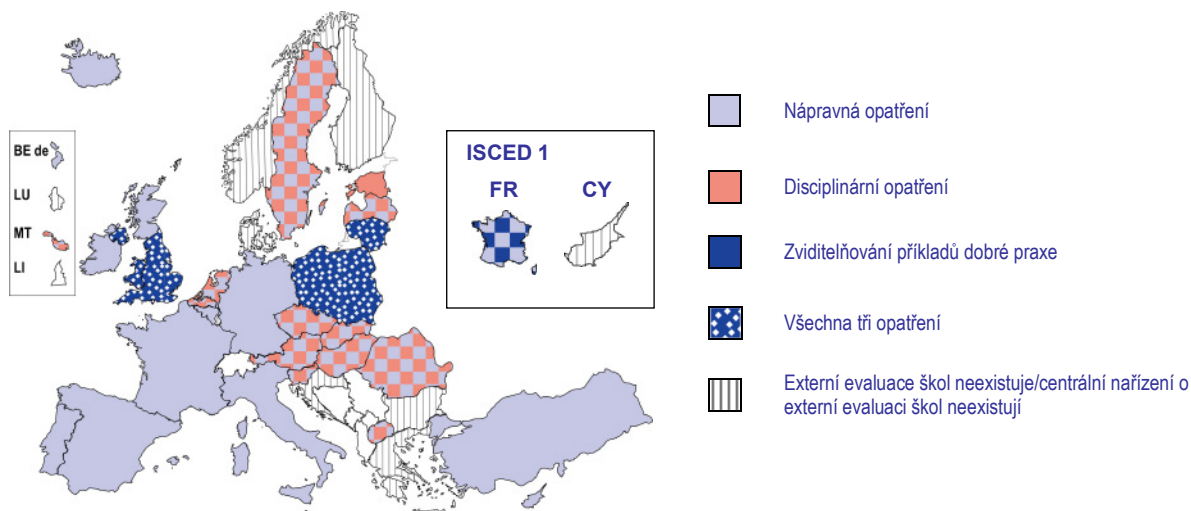 BE de
LU
MT
LI
ISCED 1
FR CY
Nápravná opatření
Disciplinární opatření
Zviditelňování příkladů dobré praxe
Všechna tři opatření
Externí evaluace škol neexistuje/centrální nařízení o
externí evaluaci škol neexistují